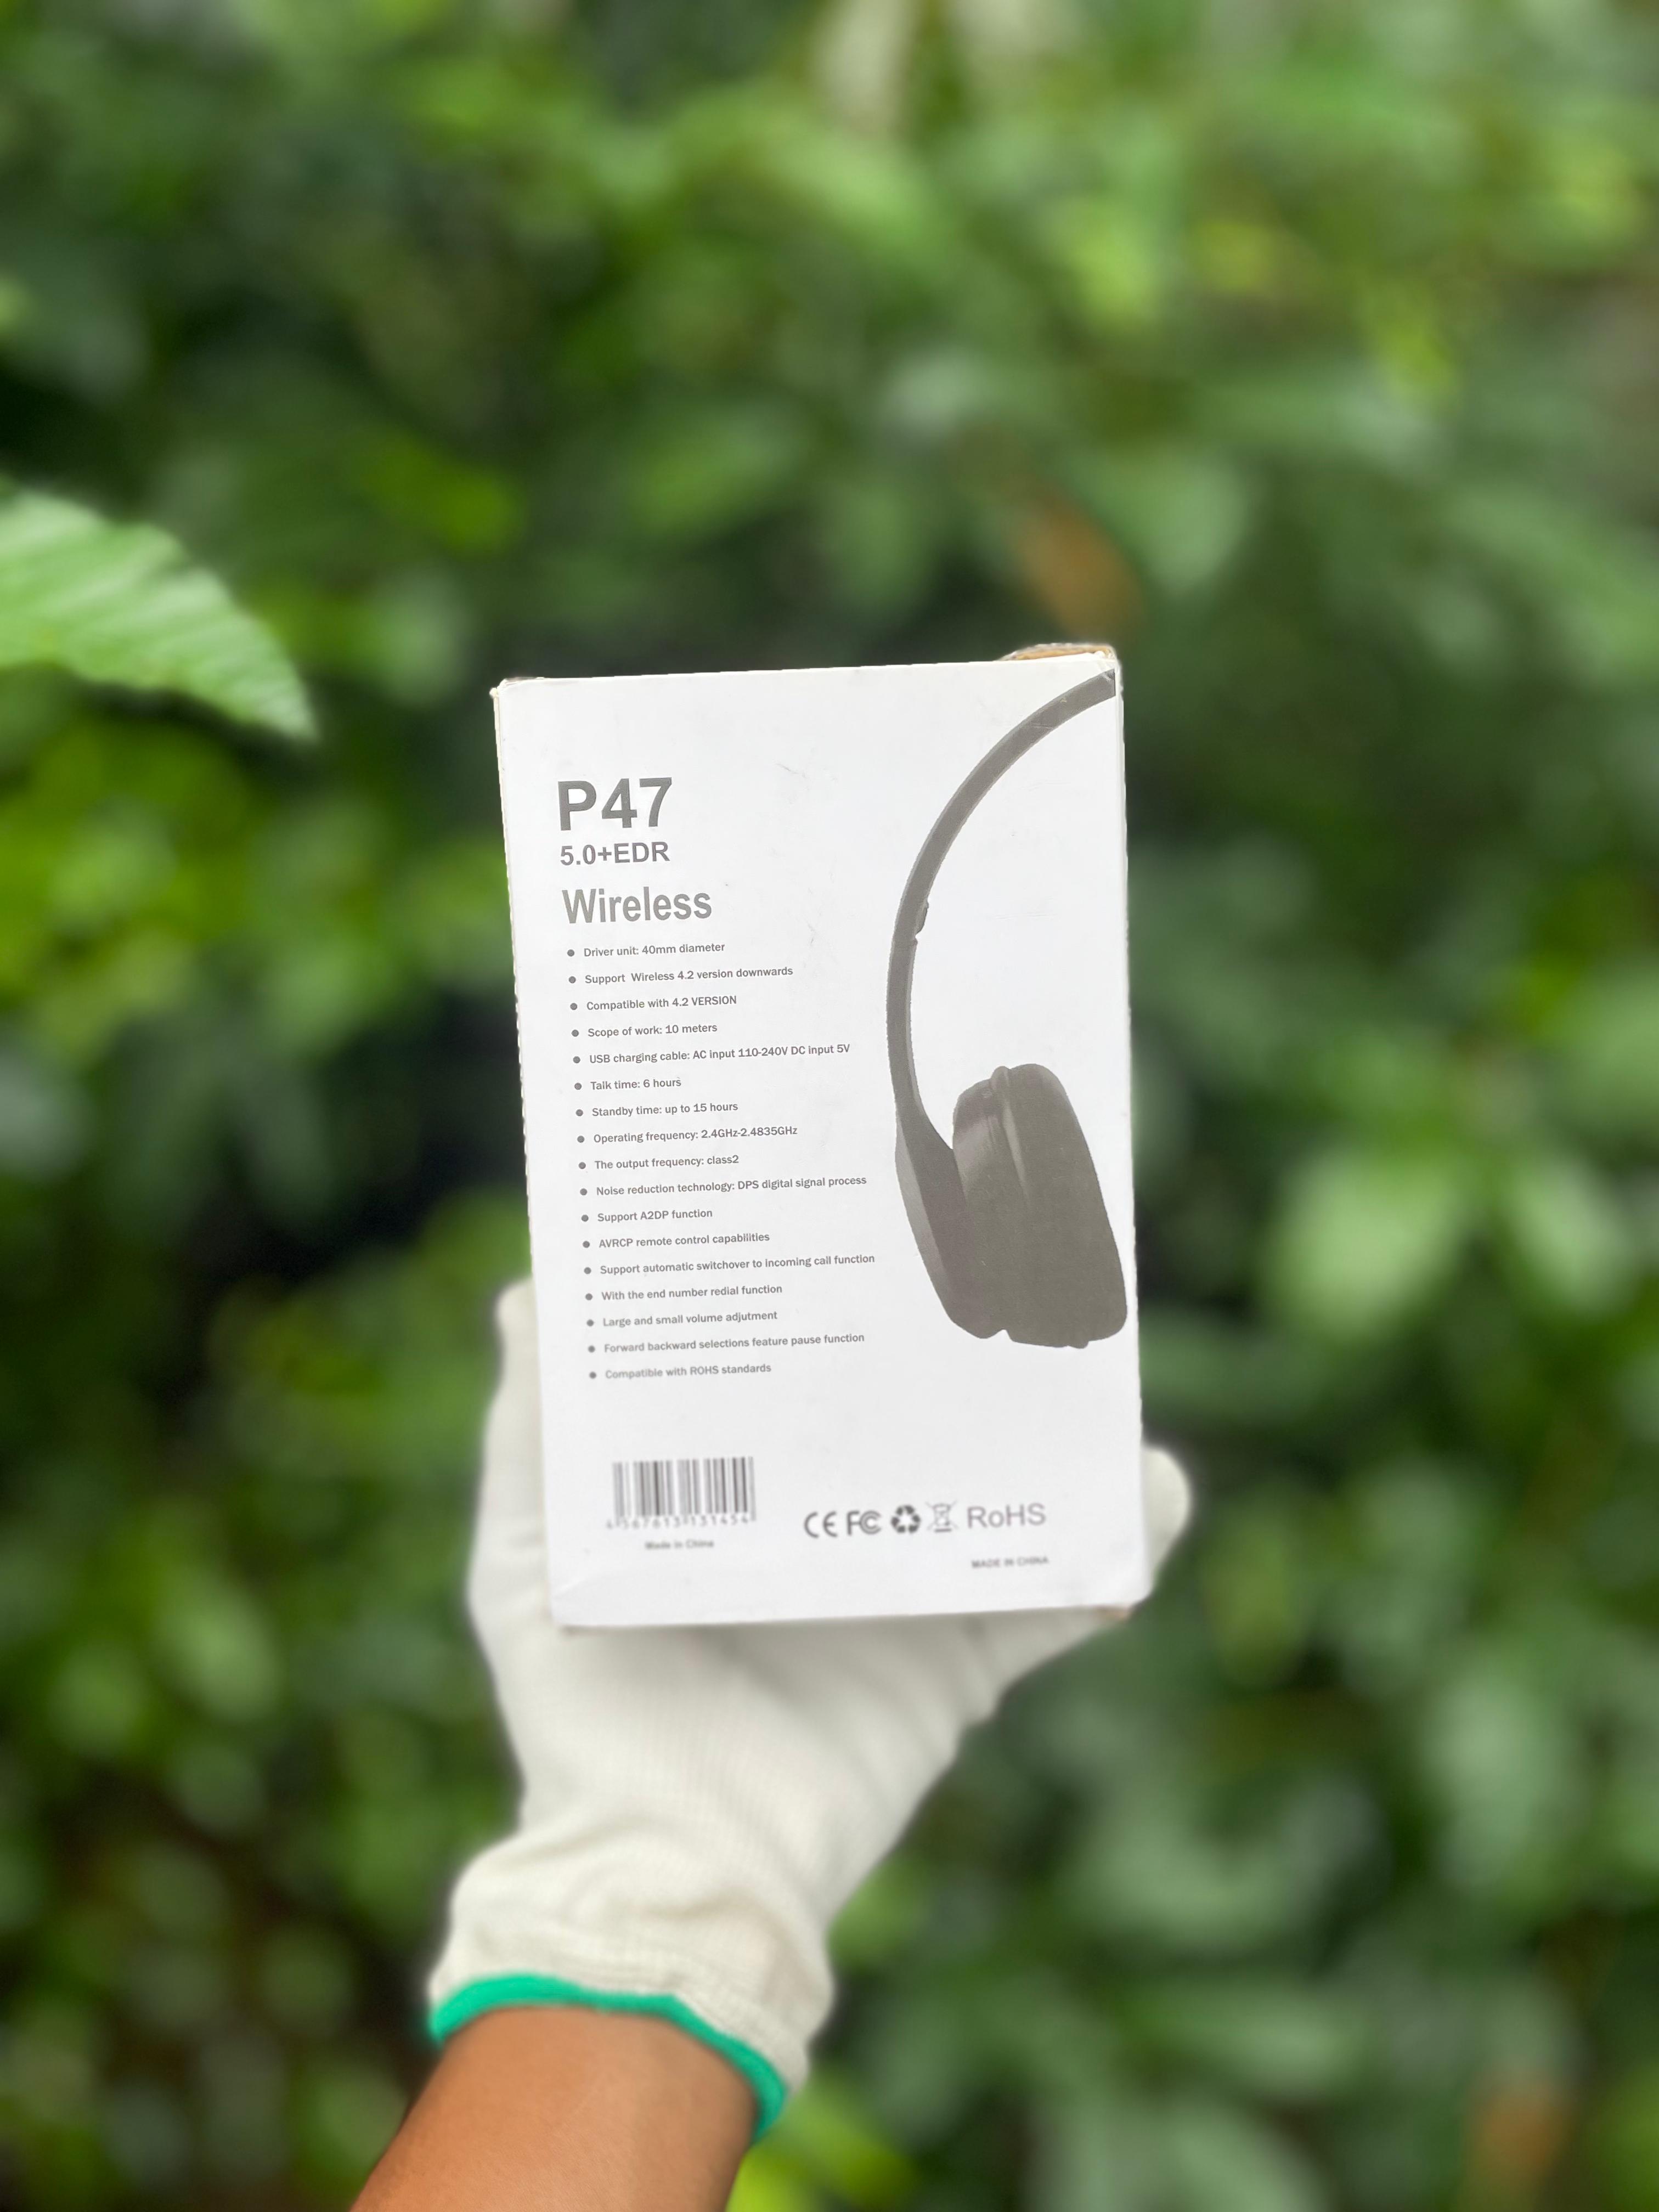 P47
5.0+EDR
Wireless
● Driver unit: 40mm diameter
● Support Wireless 4.2 version downwards
● Compatible with 4.2 VERSION
● Scope of work: 10 meters
● USB charging cable: AC input 110-240V DC input 5V
● Talk time: 6 hours
● Standby time: up to 15 hours
● Operating frequency: 2.4GHz-2.4835GHz
● The output frequency: class2
● Noise reduction technology: DPS digital signal process
● Support A2DP function
● AVRCP remote control capabilities
● Support automatic switchover to incoming call function
● With the end number redial function
● Large and small volume adjutment
● Forward backward selections feature pause function
● Compatible with ROHS standards
4 567613 131454
Made in China
CE FC RoHS
MADE IN CHINA